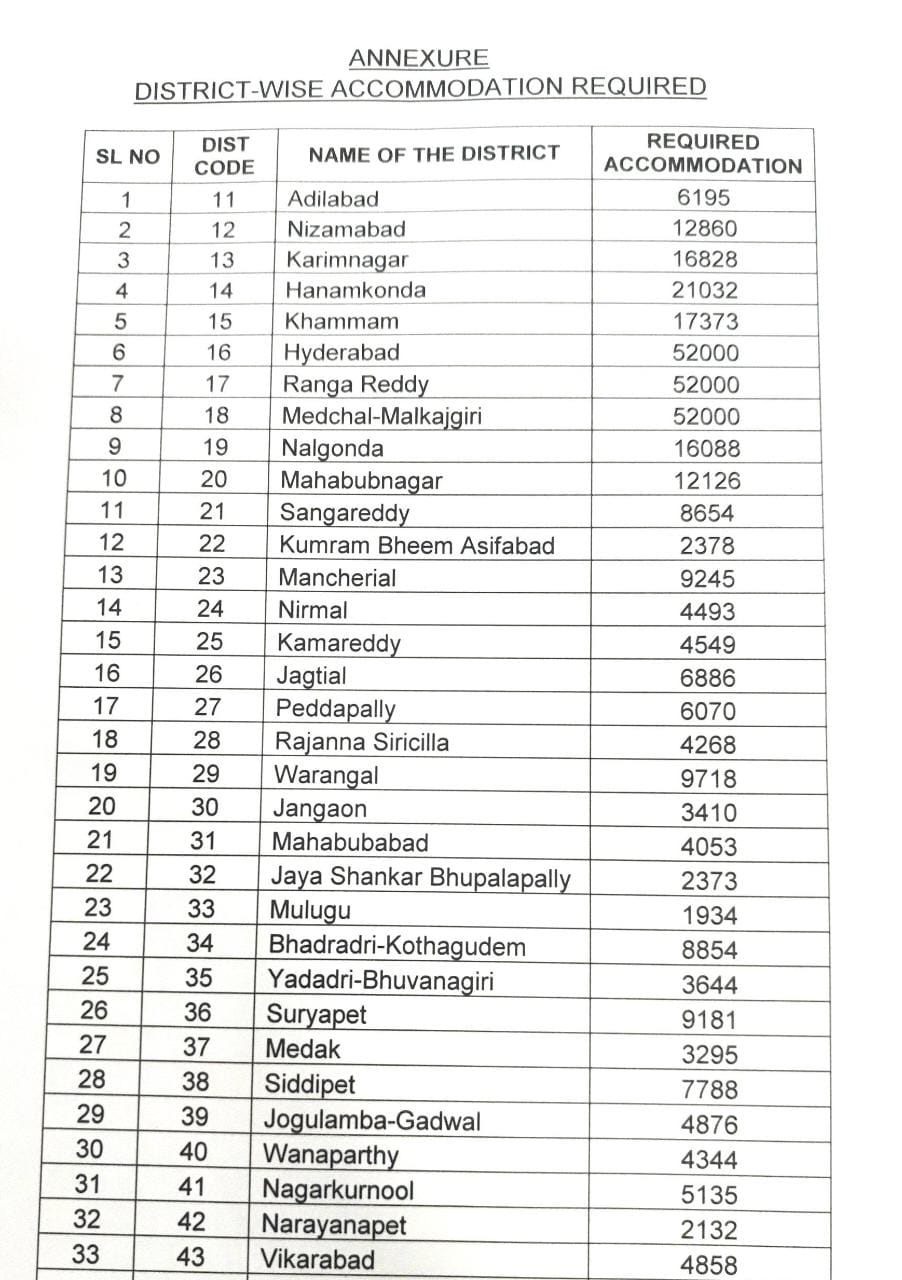 ANNEXURE
DISTRICT-WISE ACCOMMODATION REQUIRED
SL NO DIST CODE NAME OF THE DISTRICT REQUIRED ACCOMMODATION
1 11 Adilabad 6195
2 12 Nizamabad 12860
3 13 Karimnagar 16828
4 14 Hanamkonda 21032
5 15 Khammam 17373
6 16 Hyderabad 52000
7 17 Ranga Reddy 52000
8 18 Medchal-Malkajgiri 52000
9 19 Nalgonda 16088
10 20 Mahabubnagar 12126
11 21 Sangareddy 8654
12 22 Kumram Bheem Asifabad 2378
13 23 Mancherial 9245
14 24 Nirmal 4493
15 25 Kamareddy 4549
16 26 Jagtial 6886
17 27 Peddapally 6070
18 28 Rajanna Siricilla 4268
19 29 Warangal 9718
20 30 Jangaon 3410
21 31 Mahabubabad 4053
22 32 Jaya Shankar Bhupalapally 2373
23 33 Mulugu 1934
24 34 Bhadradri-Kothagudem 8854
25 35 Yadadri-Bhuvanagiri 3644
26 36 Suryapet 9181
27 37 Medak 3295
28 38 Siddipet 7788
29 39 Jogulamba-Gadwal 4876
30 40 Wanaparthy 4344
31 41 Nagarkurnool 5135
32 42 Narayanapet 2132
33 43 Vikarabad 4858